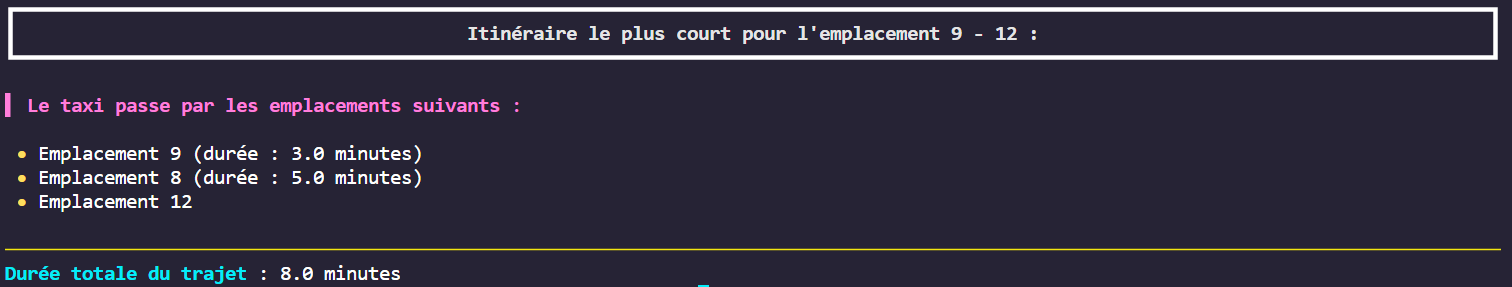 Itinéraire le plus court pour l'emplacement 9 - 12 :
Le taxi passe par les emplacements suivants :
• Emplacement 9 (durée : 3.0 minutes)
• Emplacement 8 (durée : 5.0 minutes)
• Emplacement 12
Durée totale du trajet : 8.0 minutes